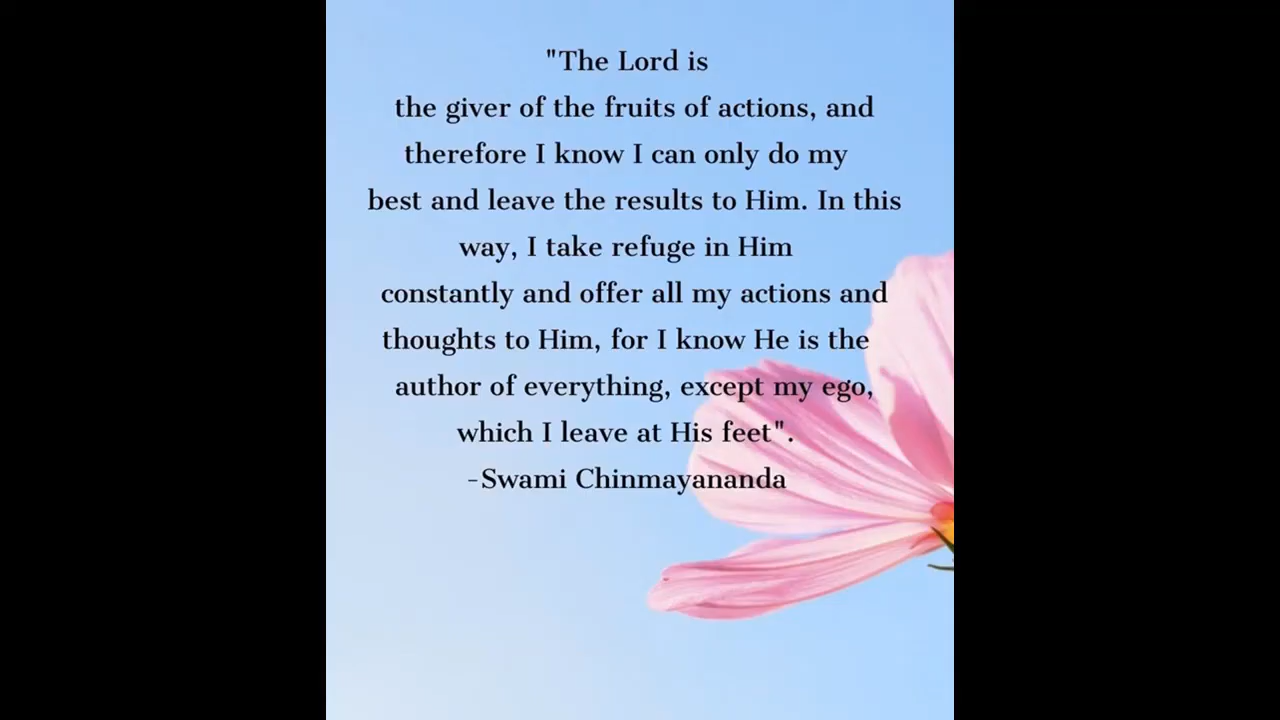 "The Lord is
the giver of the fruits of actions, and
therefore I know I can only do my
best and leave the results to Him. In this
way, I take refuge in Him
constantly and offer all my actions and
thoughts to Him, for I know He is the
author of everything, except my ego,
which I leave at His feet".
-Swami Chinmayananda